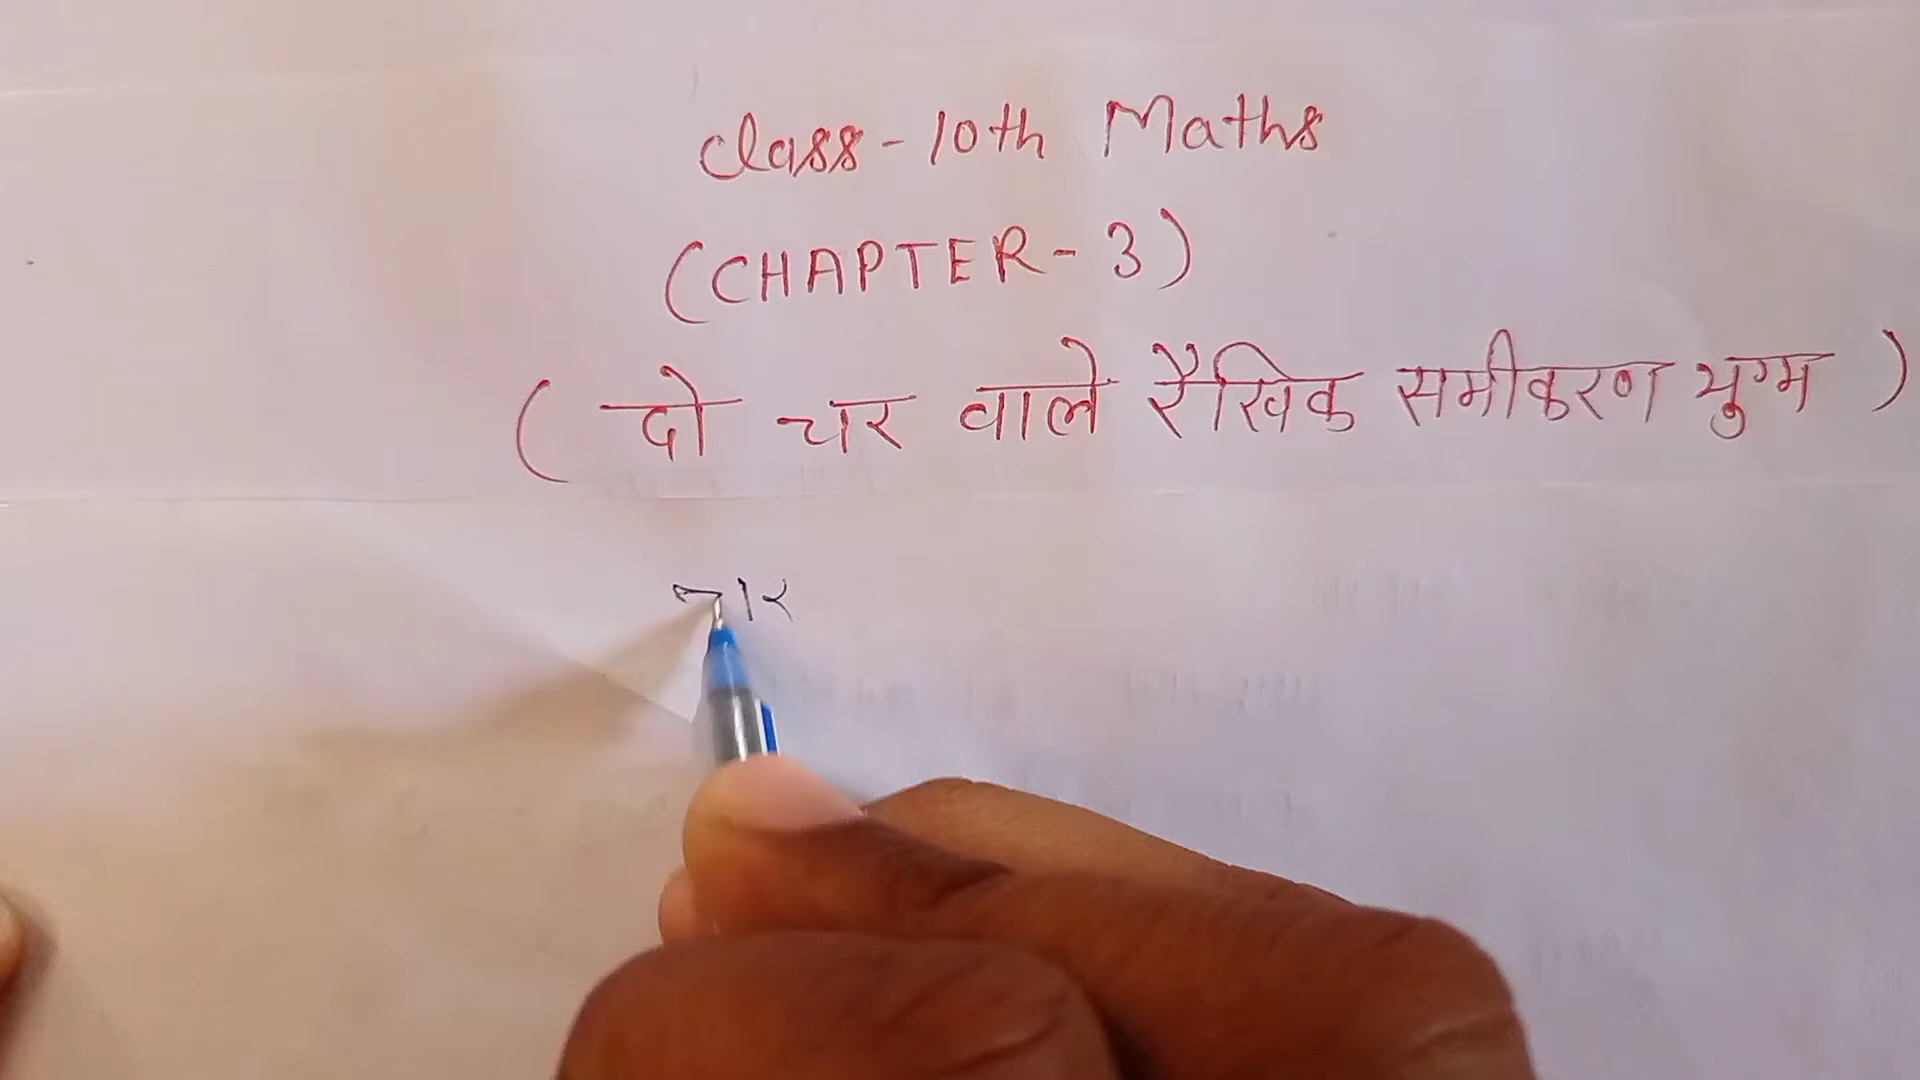 Class-10th Maths
(CHAPTER-3)
(दो चर वाले रैखिक समीकरण युग्म)